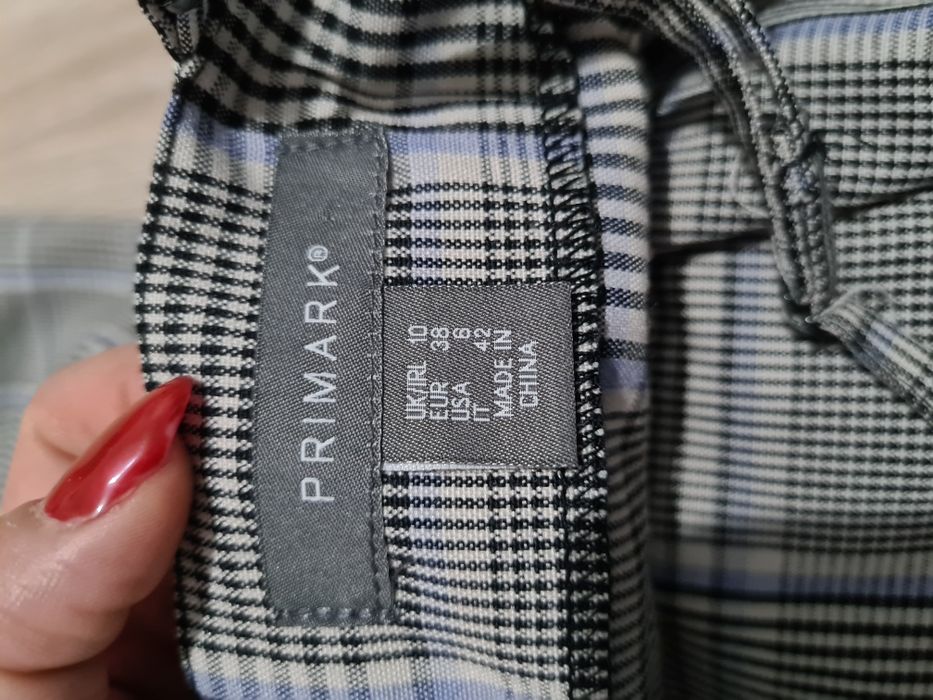 PRIMARK®
UK/IRL 10
EUR 38
USA 6
IT 42
MADE IN
CHINA